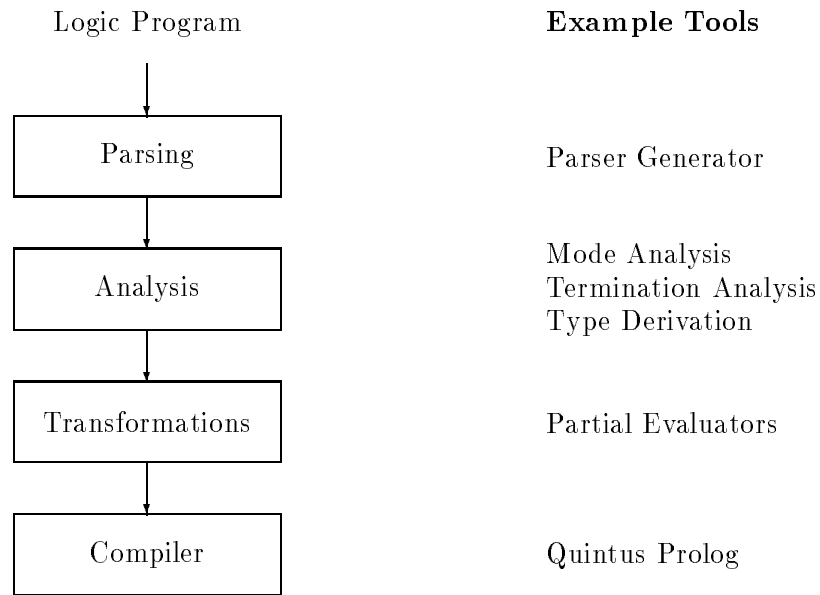 Logic Program
Example Tools
Parsing
Parser Generator
Analysis
Mode Analysis
Termination Analysis
Type Derivation
Transformations
Partial Evaluators
Compiler
Quintus Prolog